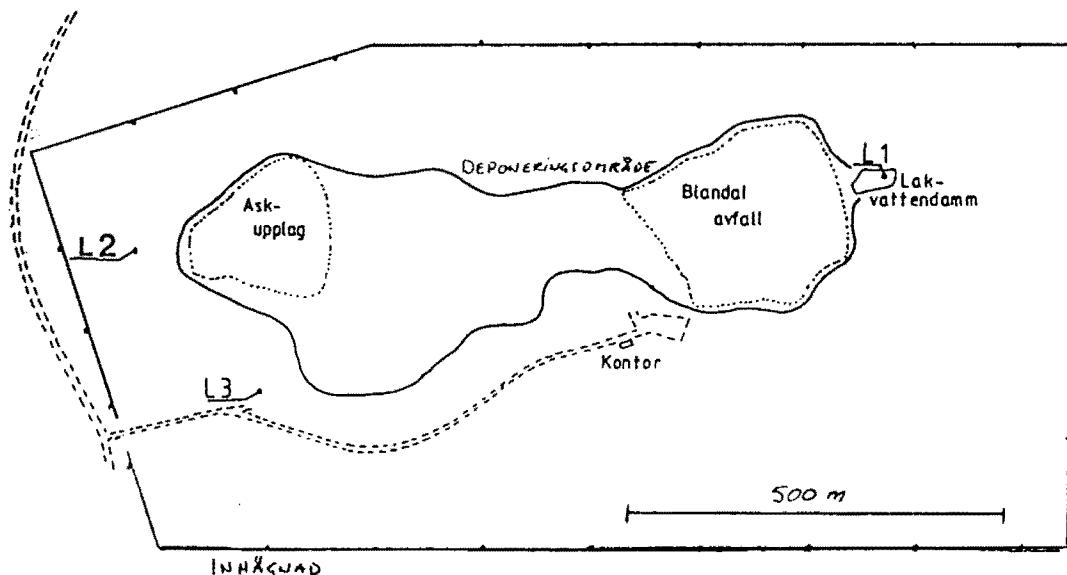 L1
DEPONERINGSOMRÅDE
Lak-
vattendamm
Blandat
avfall
Ask-
upplag
L2
Kontor
L3
500 m
INHÄGNAD